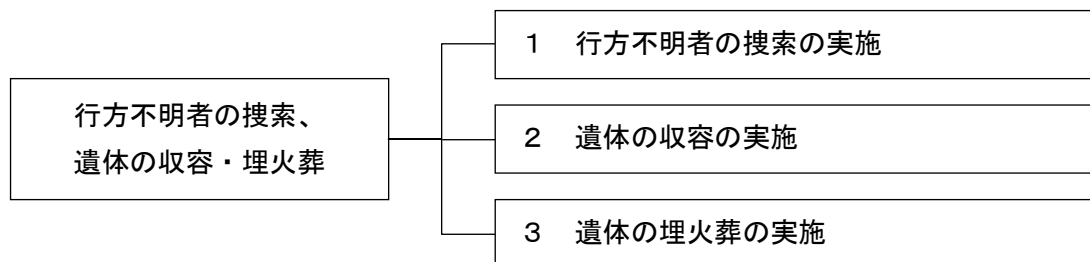 行方不明者の捜索、
遺体の収容・埋火葬
１　行方不明者の捜索の実施
２　遺体の収容の実施
３　遺体の埋火葬の実施